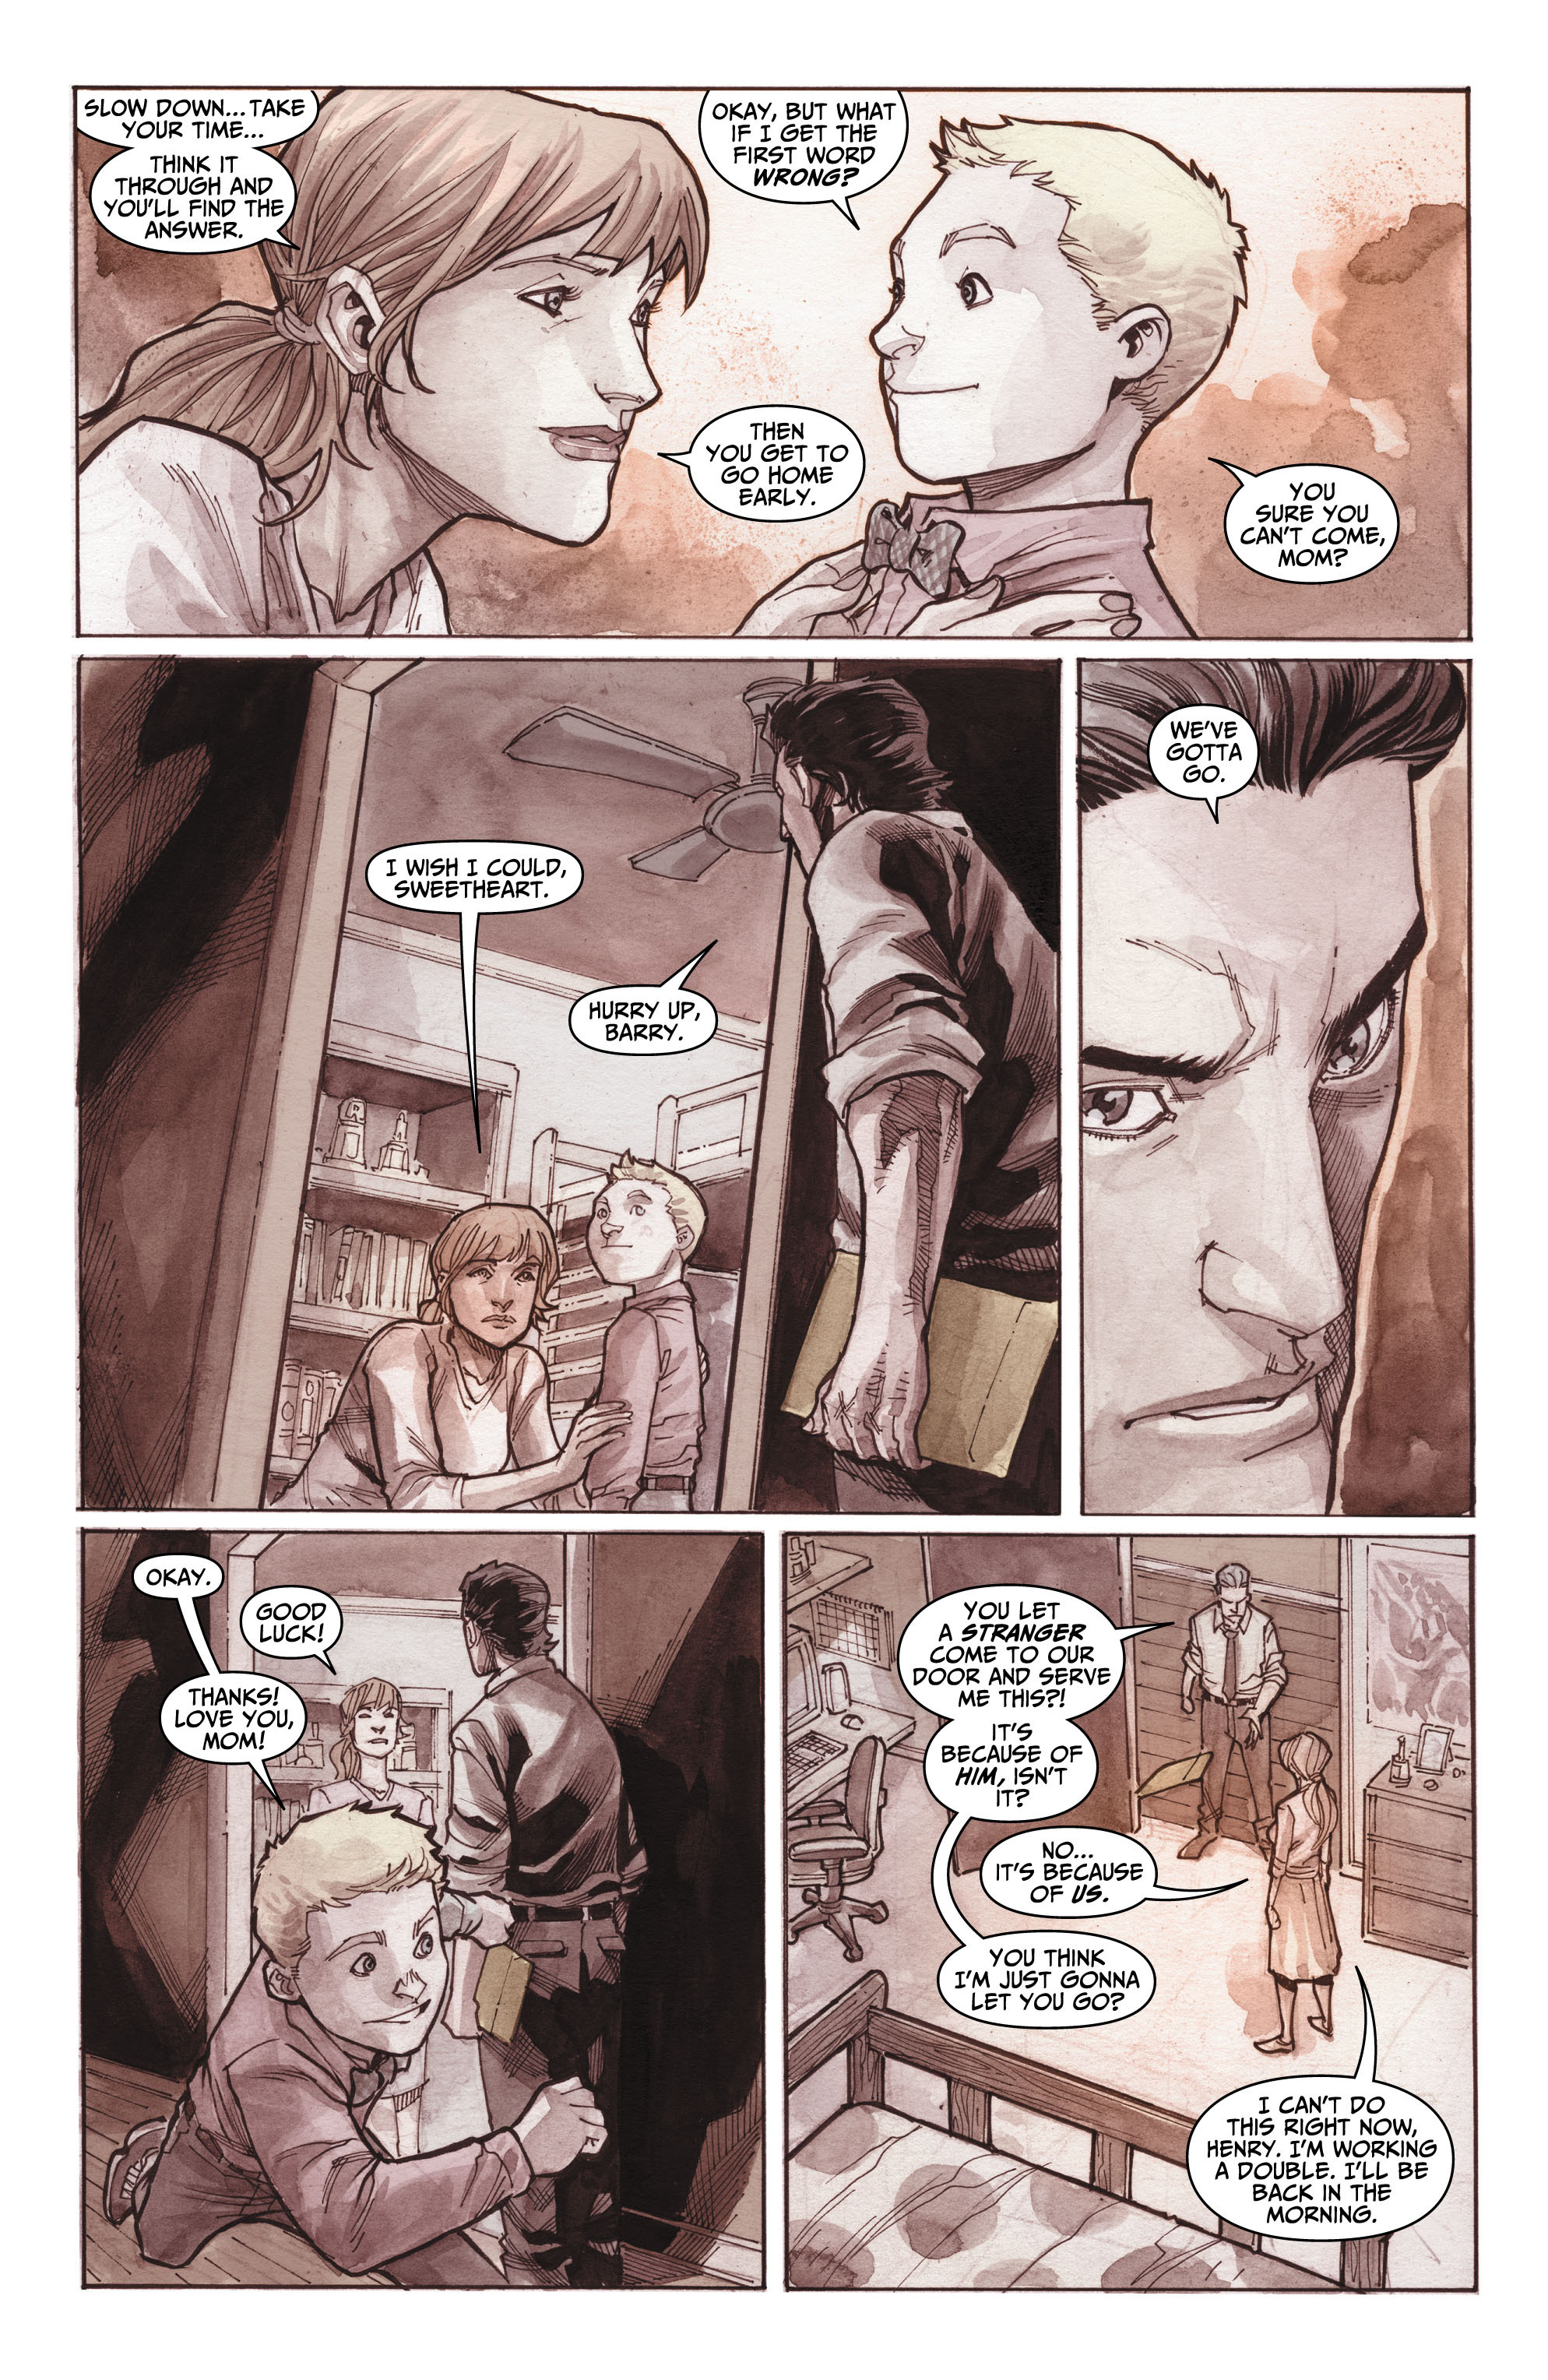 SLOW DOWN...TAKE
YOUR TIME...
THINK IT
THROUGH AND
YOU'LL FIND THE
ANSWER.
OKAY, BUT WHAT
IF I GET THE
FIRST WORD
WRONG?
THEN
YOU GET TO
GO HOME
EARLY.
YOU
SURE YOU
CAN'T COME,
MOM?
I WISH I COULD,
SWEETHEART.
HURRY UP,
BARRY.
R
A
WE'VE
GOTTA
GO.
OKAY.
GOOD
LUCK!
THANKS!
LOVE YOU,
MOM!
YOU LET
A STRANGER
COME TO OUR
DOOR AND SERVE
ME THIS?!
IT'S
BECAUSE OF
HIM, ISN'T
IT?
NO...
IT'S BECAUSE
OF US.
YOU THINK
I'M JUST GONNA
LET YOU GO?
I CAN'T DO
THIS RIGHT NOW,
HENRY. I'M WORKING
A DOUBLE. I'LL BE
BACK IN THE
MORNING.